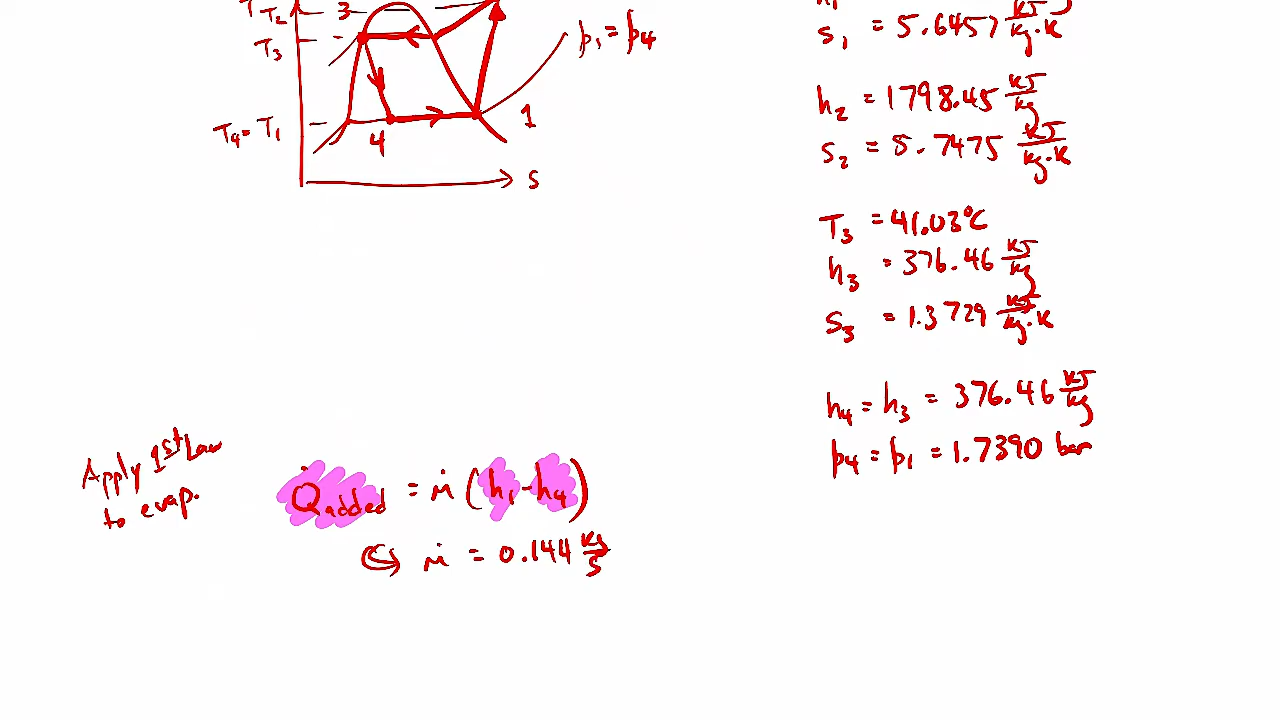 T₂ 3
T₃
p₁ = p₄
T₄ = T₁
4
1
s
s₁ = 5.6457 kJ/kg·K
h₂ = 1798.45 kJ/kg
s₂ = 5.7475 kJ/kg·K
T₃ = 41.03°C
h₃ = 376.46 kJ/kg
s₃ = 1.3729 kJ/kg·K
h₄ = h₃ = 376.46 kJ/kg
p₄ = p₁ = 1.7390 bar
Apply 1st Law
to evap.
Q̇added = ṁ (h₁ - h₄)
ṁ = 0.144 kg/s